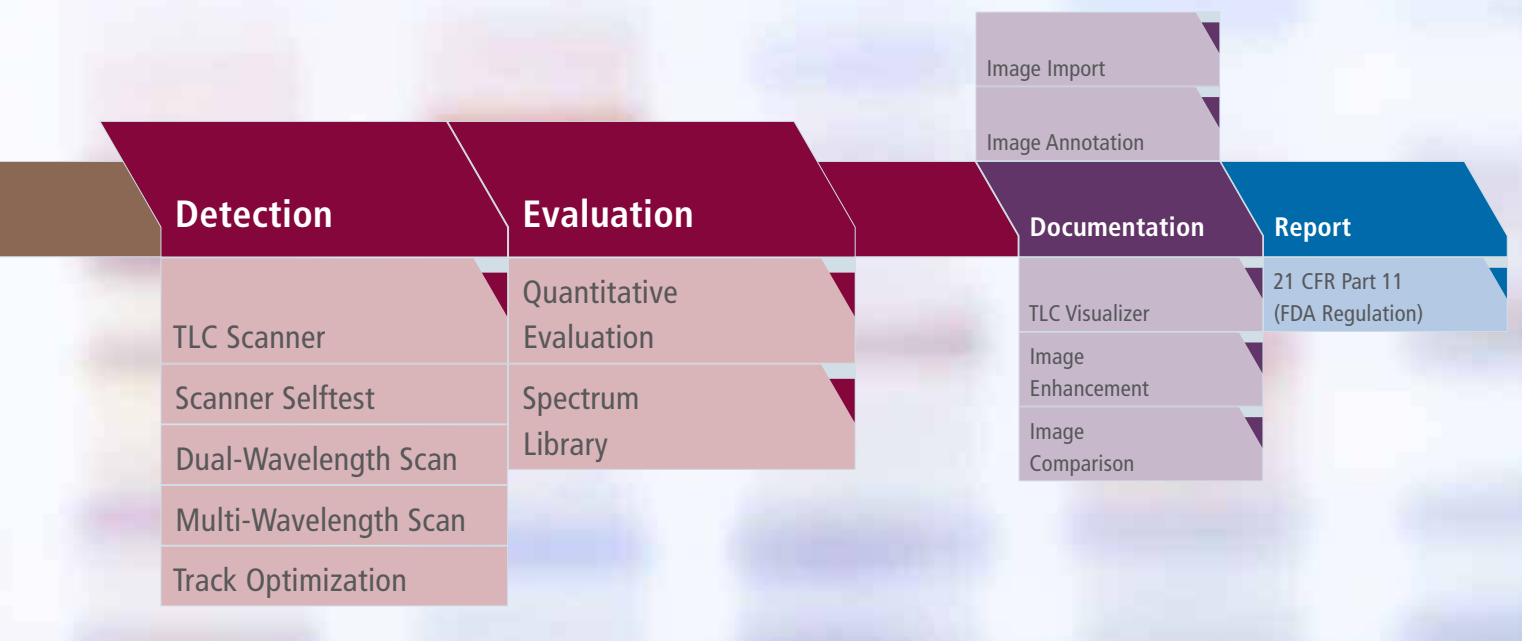 Image Import
Image Annotation
Detection
Evaluation
Documentation
Report
TLC Scanner
Scanner Selftest
Dual-Wavelength Scan
Multi-Wavelength Scan
Track Optimization
Quantitative
Evaluation
Spectrum
Library
TLC Visualizer
Image
Enhancement
Image
Comparison
21 CFR Part 11
(FDA Regulation)